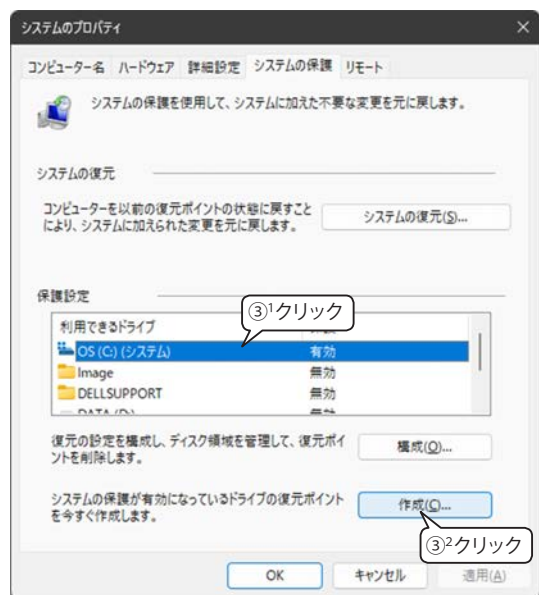 システムのプロパティ
コンピューター名 ハードウェア 詳細設定 システムの保護 リモート
システムの保護を使用して、システムに加えた不要な変更を元に戻します。
システムの復元
コンピューターを以前の復元ポイントの状態に戻すこと
により、システムに加えられた変更を元に戻します。
システムの復元(S)...
保護設定
③¹クリック
利用できるドライブ
OS (C:) (システム) 有効
Image 無効
DELLSUPPORT 無効
DATA (D:) 無効
復元の設定を構成し、ディスク領域を管理して、復元ポイ
ントを削除します。
構成(O)...
システムの保護が有効になっているドライブの復元ポイント
を今すぐ作成します。
作成(C)...
③²クリック
OK キャンセル 適用(A)